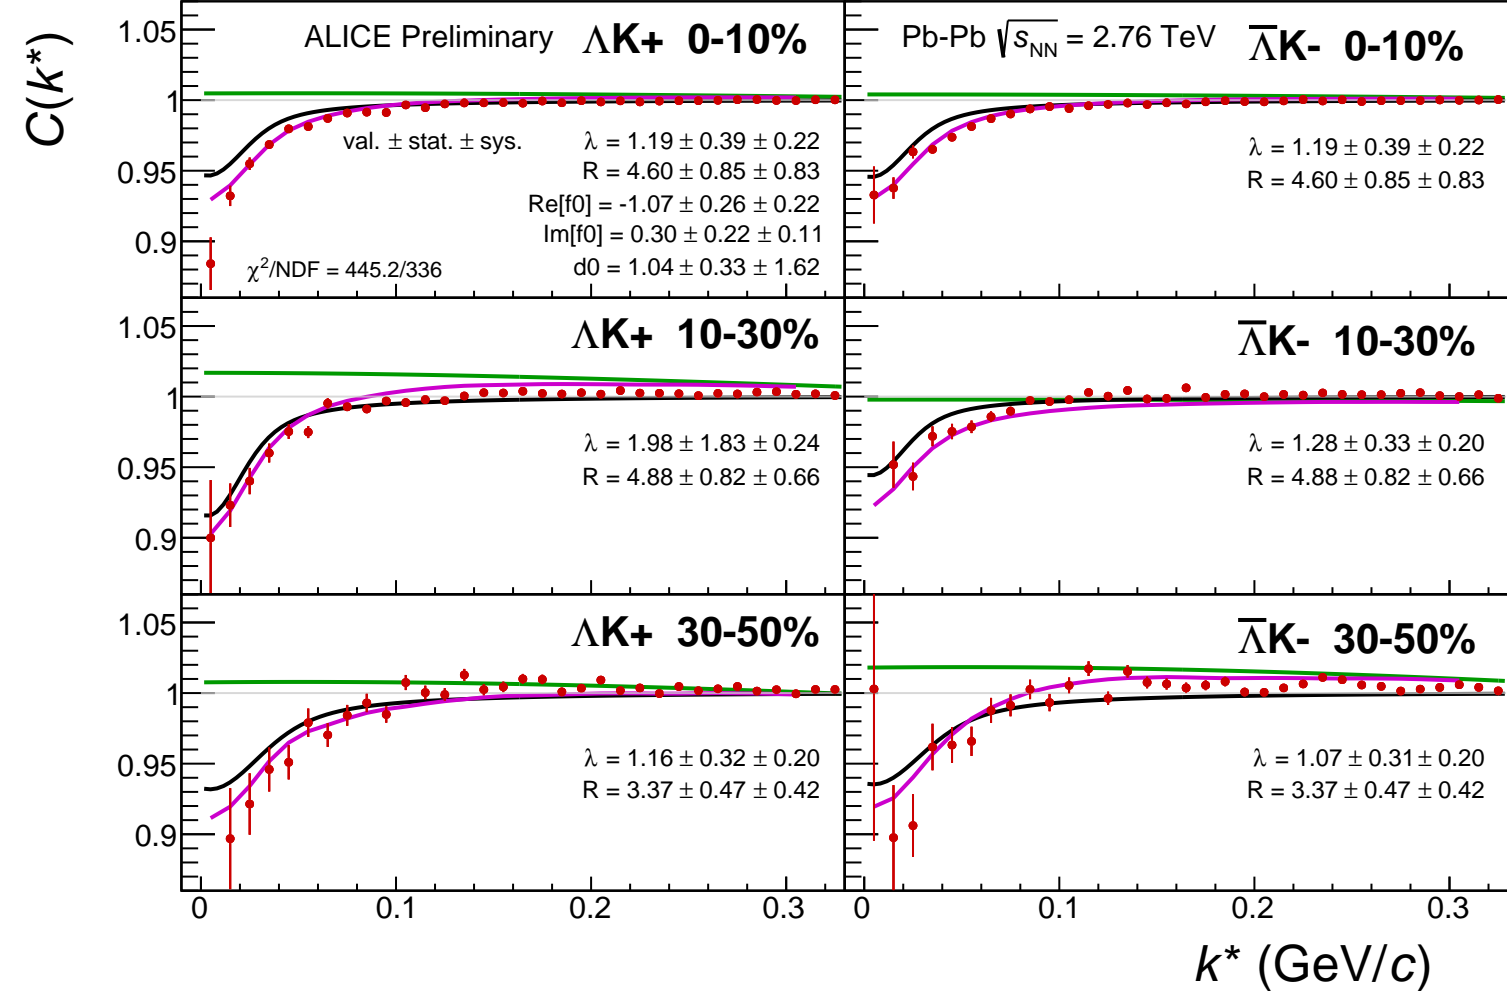 C(k*)
ALICE Preliminary ΛK+ 0-10%
1.05
1
0.95
0.9
val. ± stat. ± sys.
λ = 1.19 ± 0.39 ± 0.22
R = 4.60 ± 0.85 ± 0.83
Re[f0] = -1.07 ± 0.26 ± 0.22
Im[f0] = 0.30 ± 0.22 ± 0.11
d0 = 1.04 ± 0.33 ± 1.62
χ²/NDF = 445.2/336
Pb-Pb √s_NN = 2.76 TeV Λ̅K- 0-10%
λ = 1.19 ± 0.39 ± 0.22
R = 4.60 ± 0.85 ± 0.83
ΛK+ 10-30%
1.05
1
0.95
0.9
λ = 1.98 ± 1.83 ± 0.24
R = 4.88 ± 0.82 ± 0.66
Λ̅K- 10-30%
λ = 1.28 ± 0.33 ± 0.20
R = 4.88 ± 0.82 ± 0.66
ΛK+ 30-50%
1.05
1
0.95
0.9
λ = 1.16 ± 0.32 ± 0.20
R = 3.37 ± 0.47 ± 0.42
Λ̅K- 30-50%
λ = 1.07 ± 0.31 ± 0.20
R = 3.37 ± 0.47 ± 0.42
0 0.1 0.2 0.3 0 0.1 0.2 0.3
k* (GeV/c)